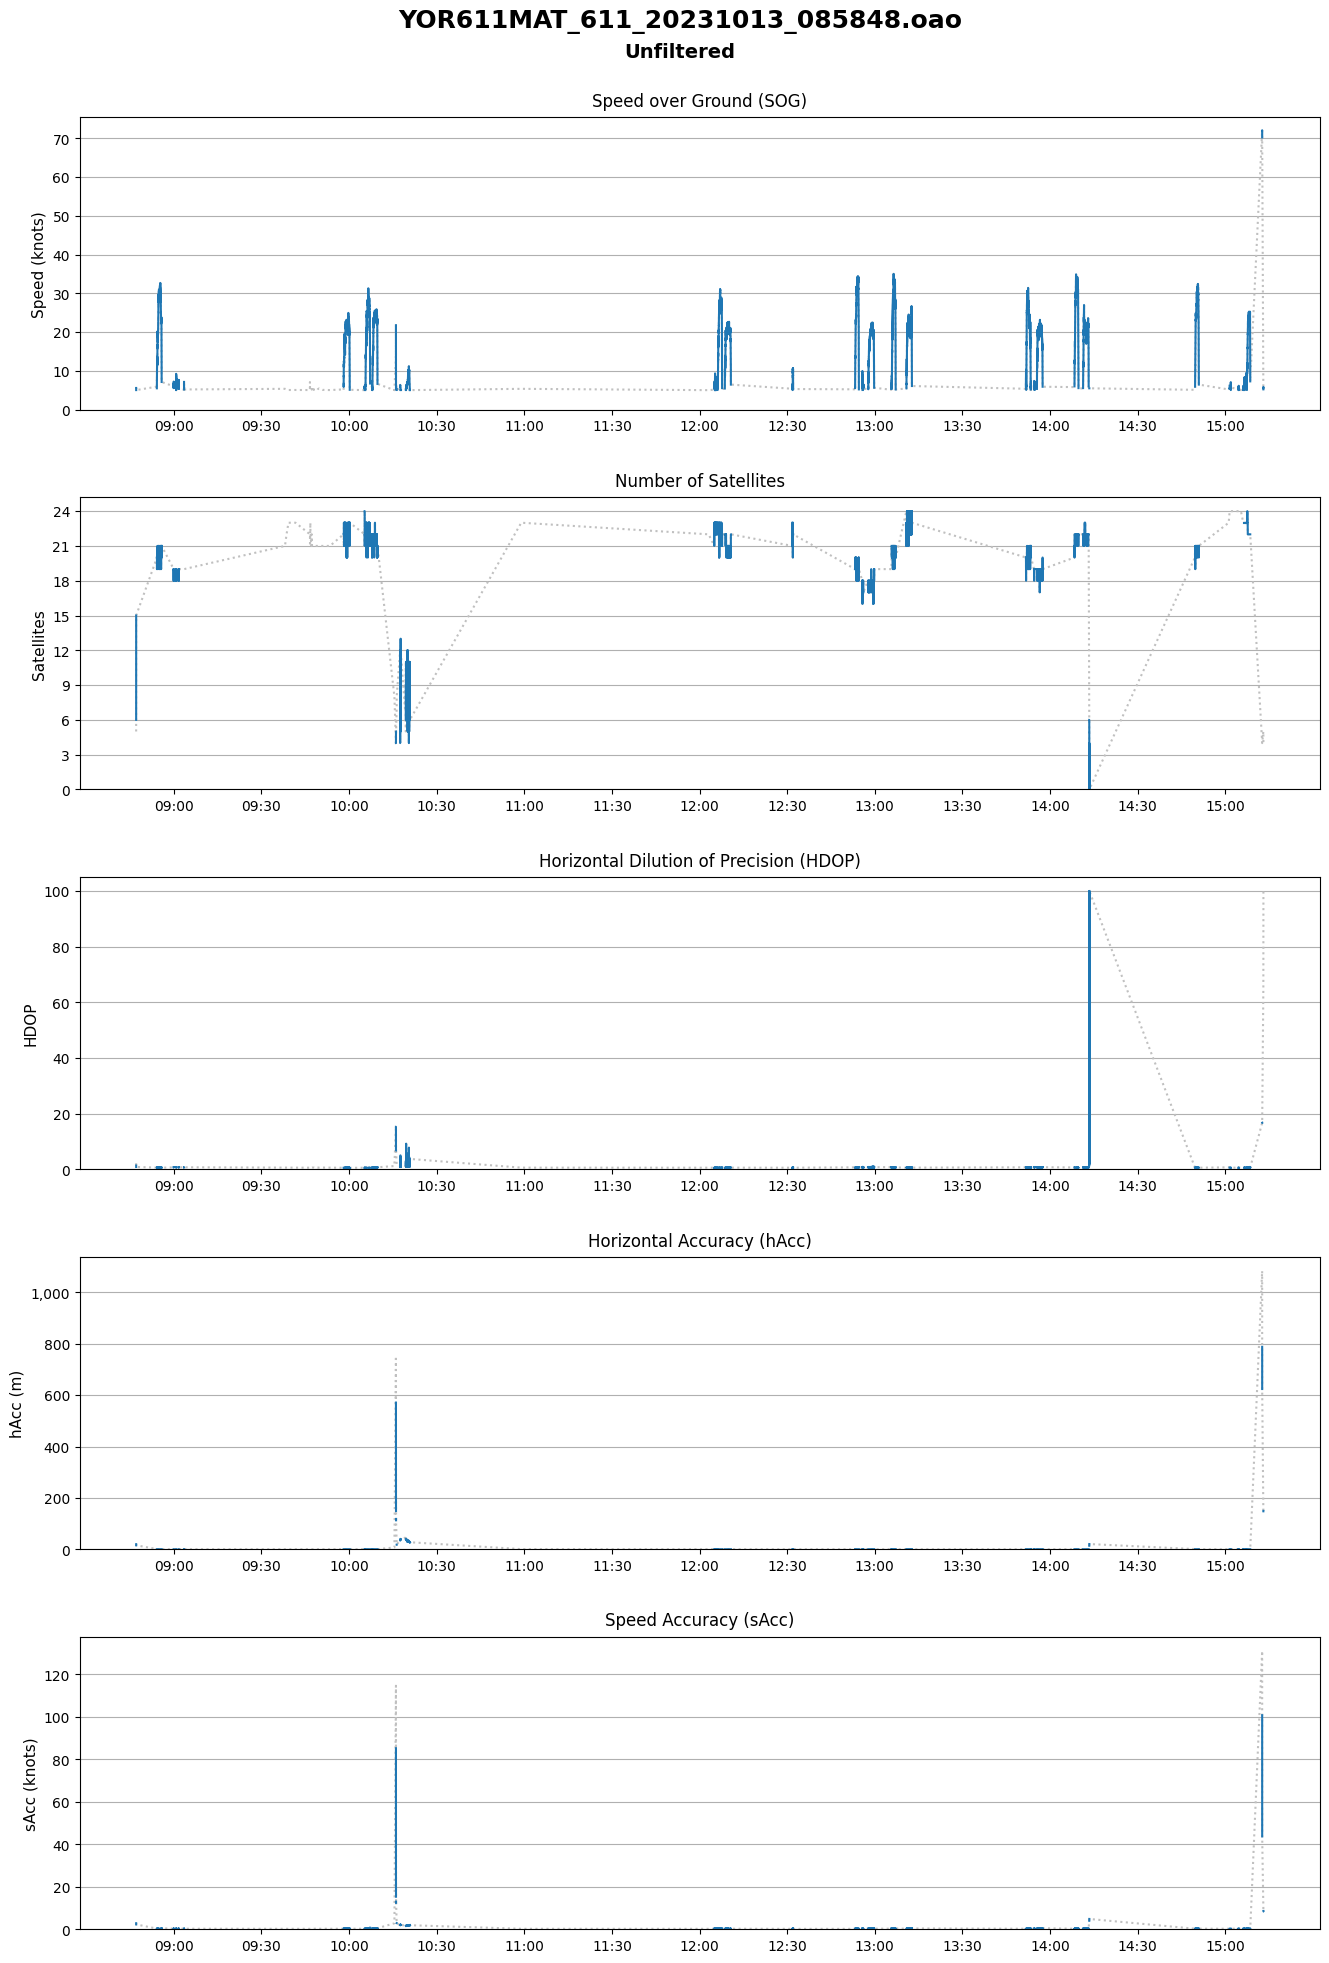 YOR611MAT_611_20231013_085848.oao
Unfiltered
Speed over Ground (SOG)
Speed (knots)
70
60
50
40
30
20
10
0
09:00 09:30 10:00 10:30 11:00 11:30 12:00 12:30 13:00 13:30 14:00 14:30 15:00
Number of Satellites
Satellites
24
21
18
15
12
9
6
3
0
09:00 09:30 10:00 10:30 11:00 11:30 12:00 12:30 13:00 13:30 14:00 14:30 15:00
Horizontal Dilution of Precision (HDOP)
HDOP
100
80
60
40
20
0
09:00 09:30 10:00 10:30 11:00 11:30 12:00 12:30 13:00 13:30 14:00 14:30 15:00
Horizontal Accuracy (hAcc)
hAcc (m)
1,000
800
600
400
200
0
09:00 09:30 10:00 10:30 11:00 11:30 12:00 12:30 13:00 13:30 14:00 14:30 15:00
Speed Accuracy (sAcc)
sAcc (knots)
120
100
80
60
40
20
0
09:00 09:30 10:00 10:30 11:00 11:30 12:00 12:30 13:00 13:30 14:00 14:30 15:00